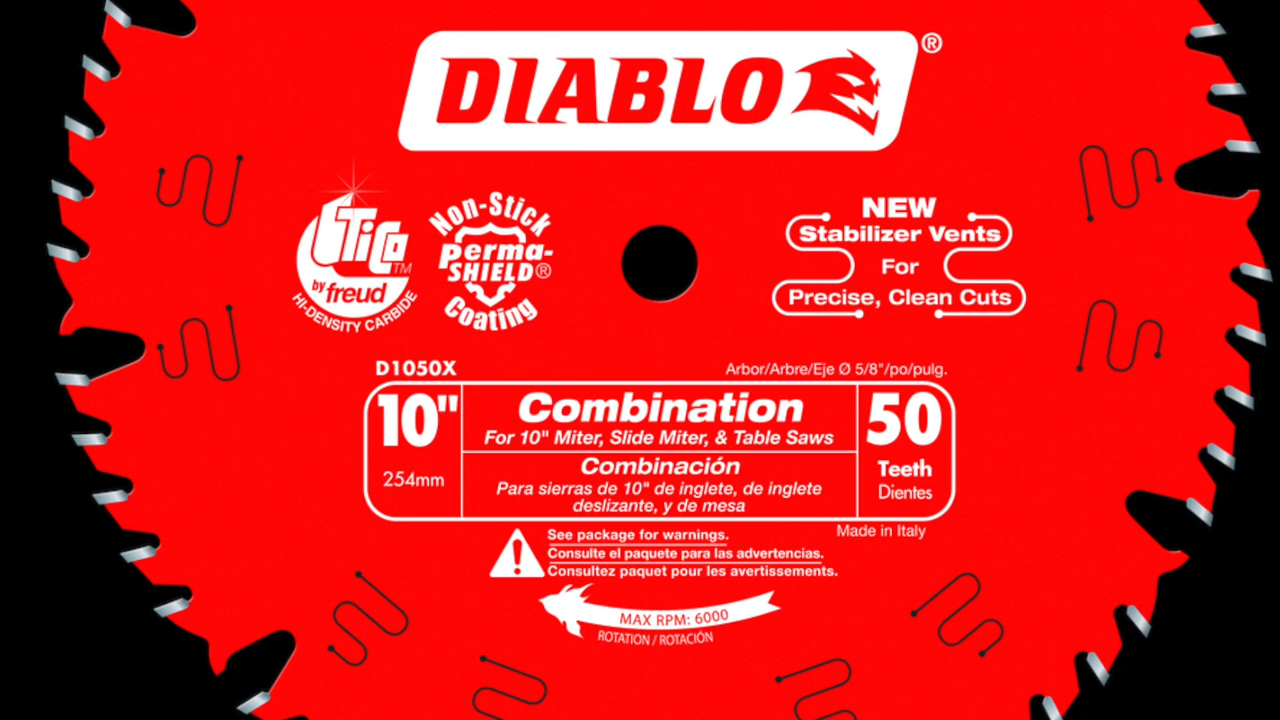 DIABLO®
TiCo™
by freud
HI-DENSITY CARBIDE
Non-Stick
Perma-
SHIELD®
Coating
NEW
Stabilizer Vents
For
Precise, Clean Cuts
D1050X
Arbor/Arbre/Eje Ø 5/8"/po/pulg.
10"
254mm
Combination
For 10" Miter, Slide Miter, & Table Saws
Combinación
Para sierras de 10" de inglete, de inglete
deslizante, y de mesa
50
Teeth
Dientes
Made in Italy
See package for warnings.
Consulte el paquete para las advertencias.
Consultez paquet pour les avertissements.
MAX RPM: 6000
ROTATION / ROTACIÓN